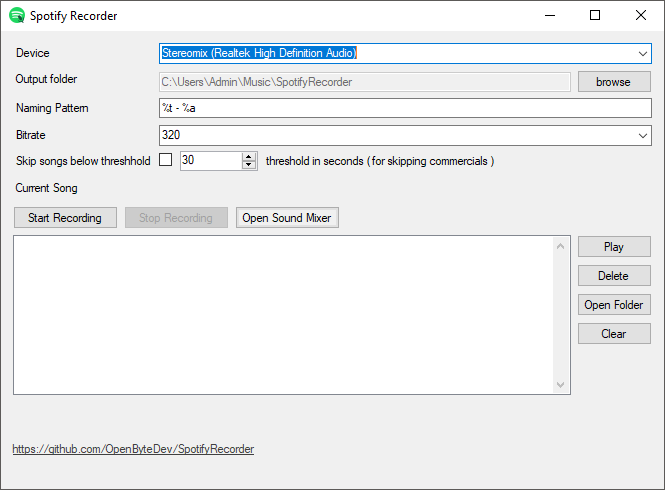 Spotify Recorder
Device
Stereomix (Realtek High Definition Audio)
Output folder
C:\Users\Admin\Music\SpotifyRecorder
browse
Naming Pattern
%t - %a
Bitrate
320
Skip songs below threshhold
30
threshold in seconds ( for skipping commercials )
Current Song
Start Recording
Stop Recording
Open Sound Mixer
Play
Delete
Open Folder
Clear
https://github.com/OpenByteDev/SpotifyRecorder